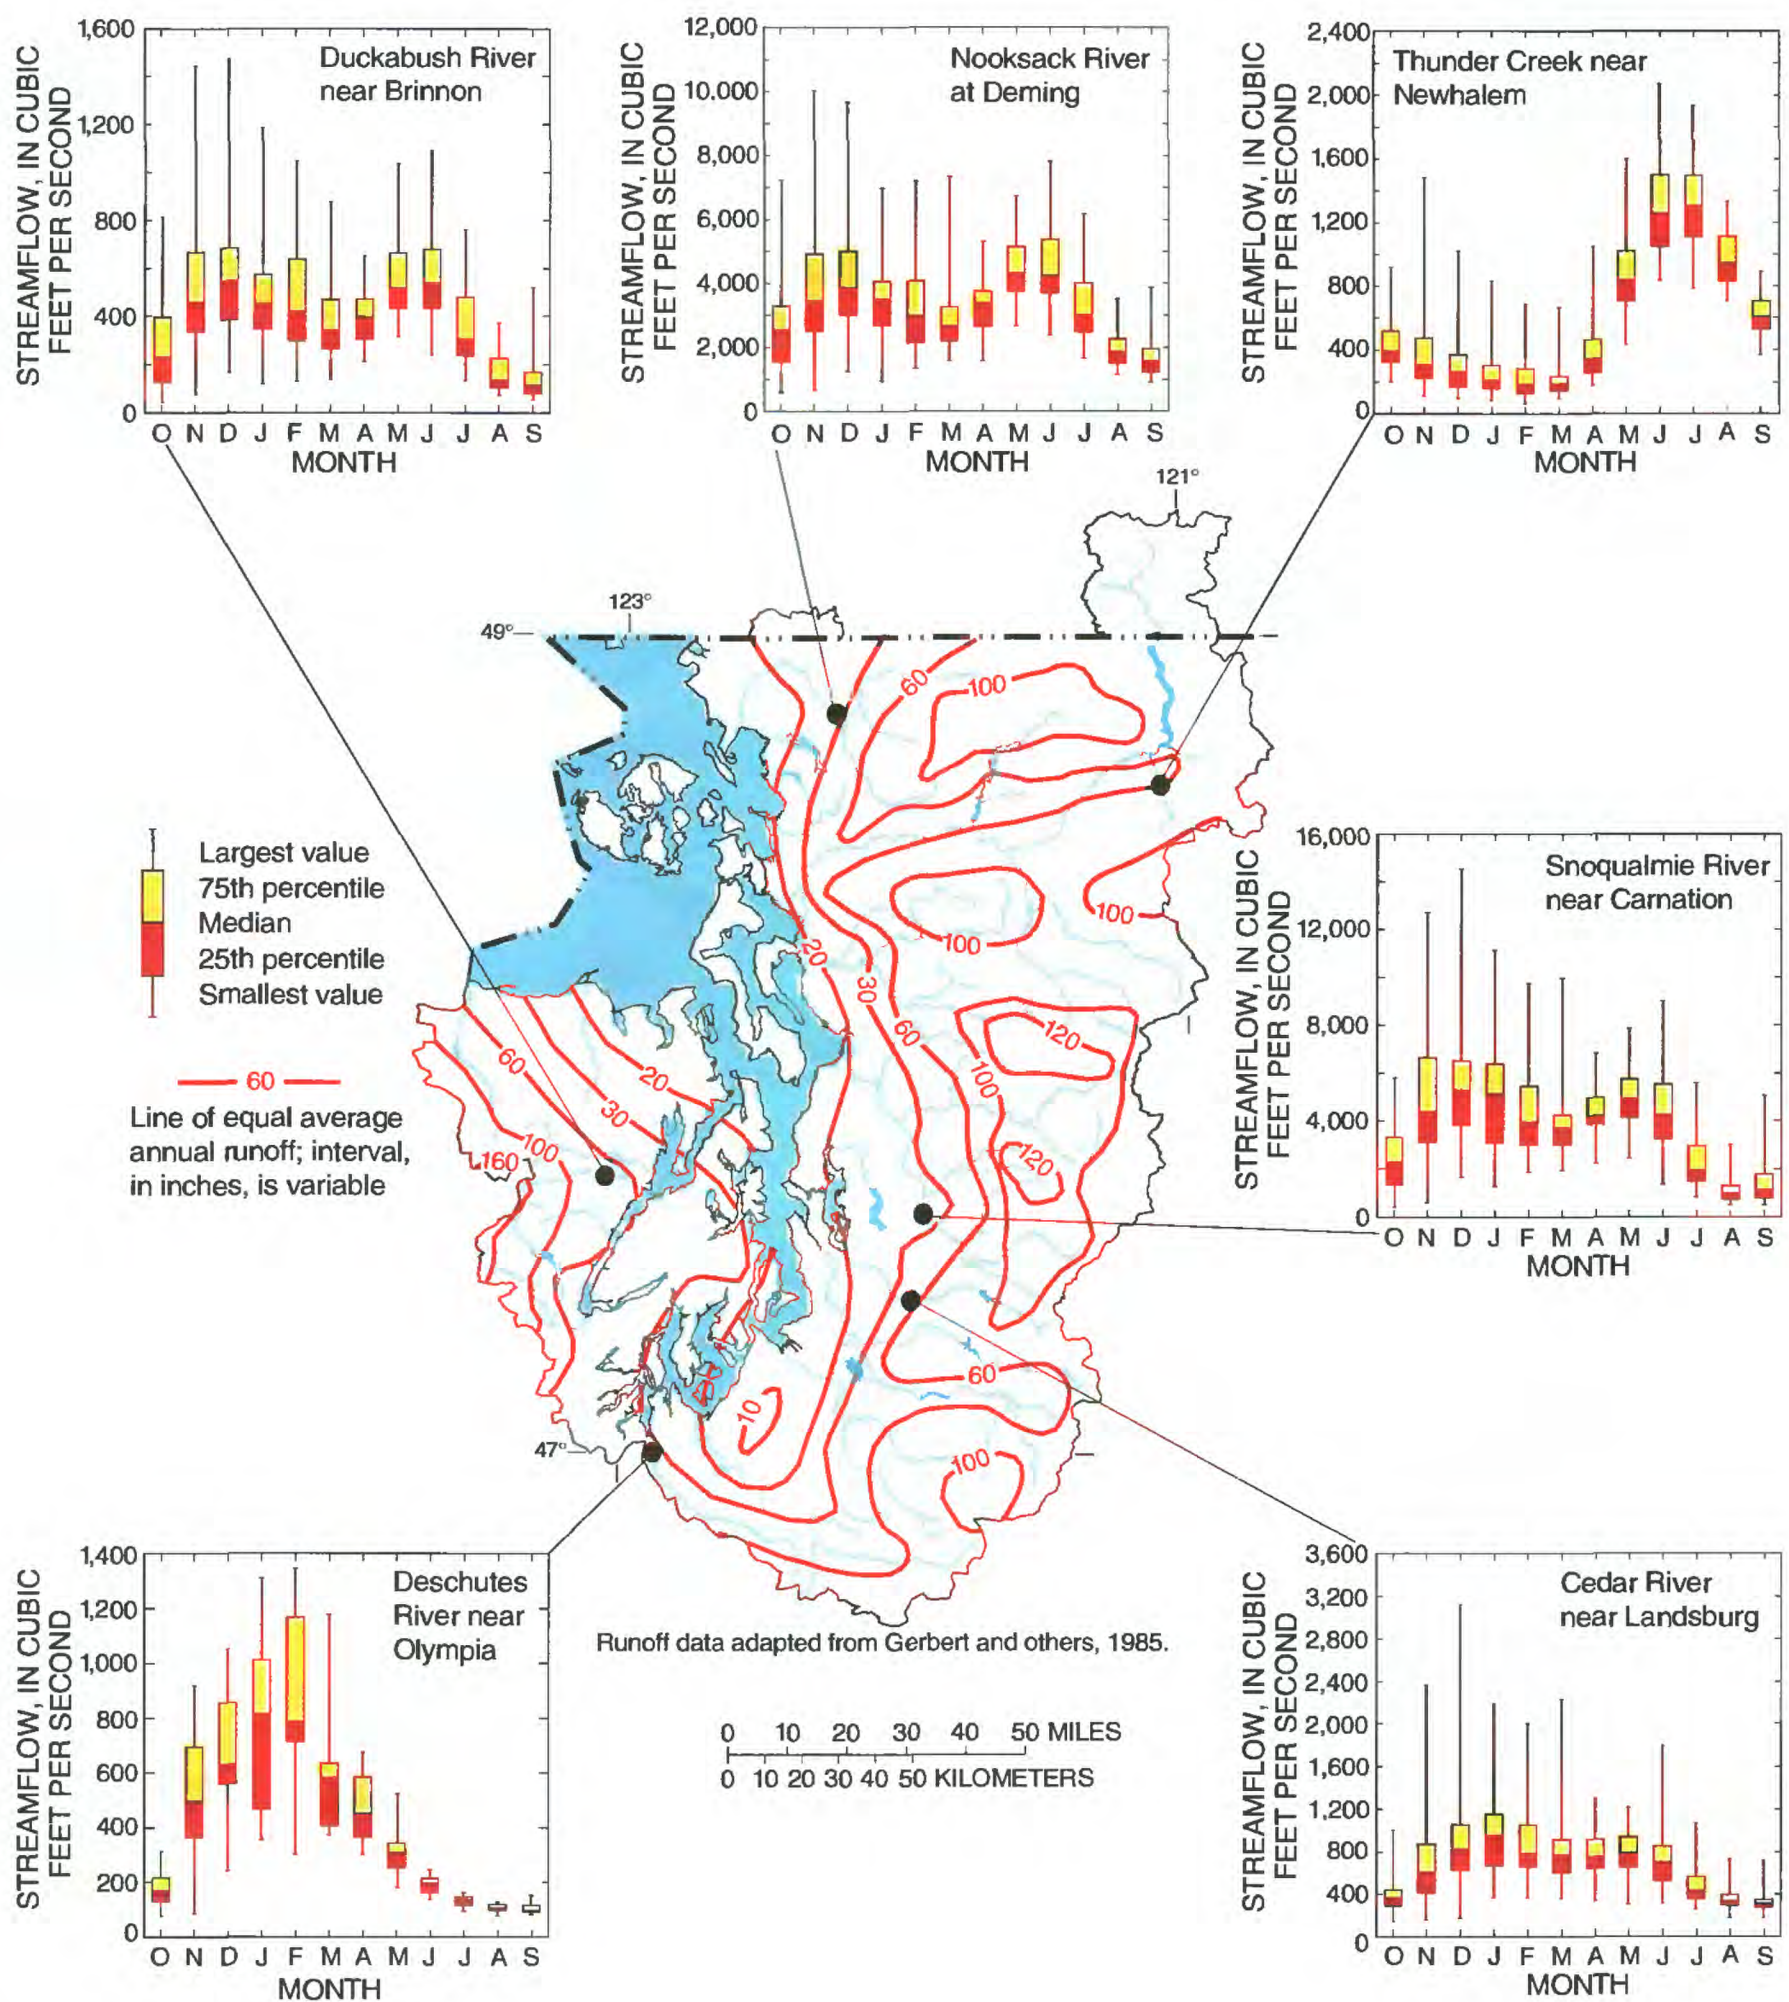 STREAMFLOW, IN CUBIC
FEET PER SECOND
1,600
1,200
800
400
0
Duckabush River
near Brinnon
O N D J F M A M J J A S
MONTH
STREAMFLOW, IN CUBIC
FEET PER SECOND
12,000
10,000
8,000
6,000
4,000
2,000
0
Nooksack River
at Deming
O N D J F M A M J J A S
MONTH
STREAMFLOW, IN CUBIC
FEET PER SECOND
2,400
2,000
1,600
1,200
800
400
0
Thunder Creek near
Newhalem
O N D J F M A M J J A S
MONTH
121°
123°
49°
60
100
100
100
20
30
60
120
100
120
60
20
30
100
160
60
10
100
47°
Largest value
75th percentile
Median
25th percentile
Smallest value
60
Line of equal average
annual runoff; interval,
in inches, is variable
STREAMFLOW, IN CUBIC
FEET PER SECOND
16,000
12,000
8,000
4,000
0
Snoqualmie River
near Carnation
O N D J F M A M J J A S
MONTH
STREAMFLOW, IN CUBIC
FEET PER SECOND
1,400
1,200
1,000
800
600
400
200
0
Deschutes
River near
Olympia
O N D J F M A M J J A S
MONTH
Runoff data adapted from Gerbert and others, 1985.
0 10 20 30 40 50 MILES
0 10 20 30 40 50 KILOMETERS
STREAMFLOW, IN CUBIC
FEET PER SECOND
3,600
3,200
2,800
2,400
2,000
1,600
1,200
800
400
0
Cedar River
near Landsburg
O N D J F M A M J J A S
MONTH